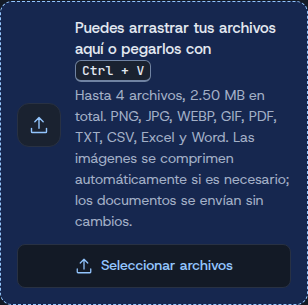 Puedes arrastrar tus archivos
aquí o pegarlos con
Ctrl + V
Hasta 4 archivos, 2.50 MB en
total. PNG, JPG, WEBP, GIF, PDF,
TXT, CSV, Excel y Word. Las
imágenes se comprimen
automáticamente si es necesario;
los documentos se envían sin
cambios.
Seleccionar archivos